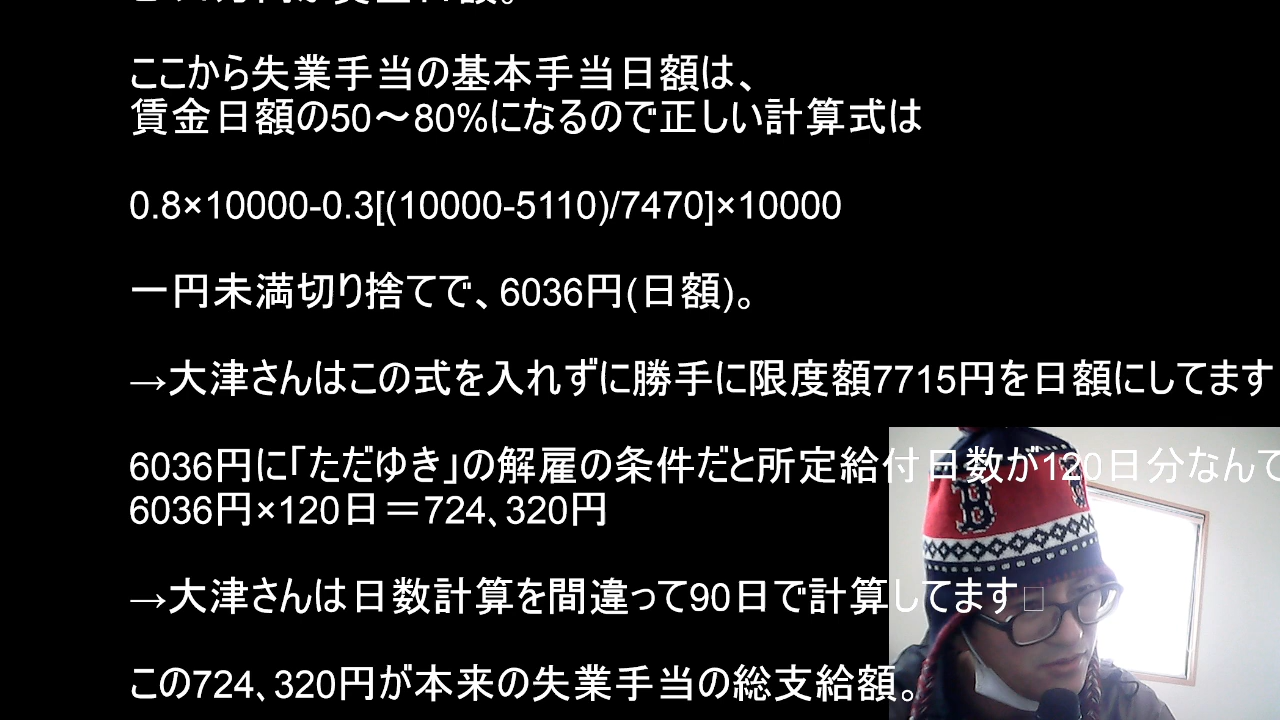 ここから失業手当の基本手当日額は、
賃金日額の50〜80%になるので正しい計算式は
0.8×10000-0.3[(10000-5110)/7470]×10000
一円未満切り捨てで、6036円(日額)。
→大津さんはこの式を入れずに勝手に限度額7715円を日額にしてます
6036円に「ただゆき」の解雇の条件だと所定給付日数が120日分なんで
6036円×120日＝724、320円
→大津さんは日数計算を間違って90日で計算してます□
この724、320円が本来の失業手当の総支給額。
B